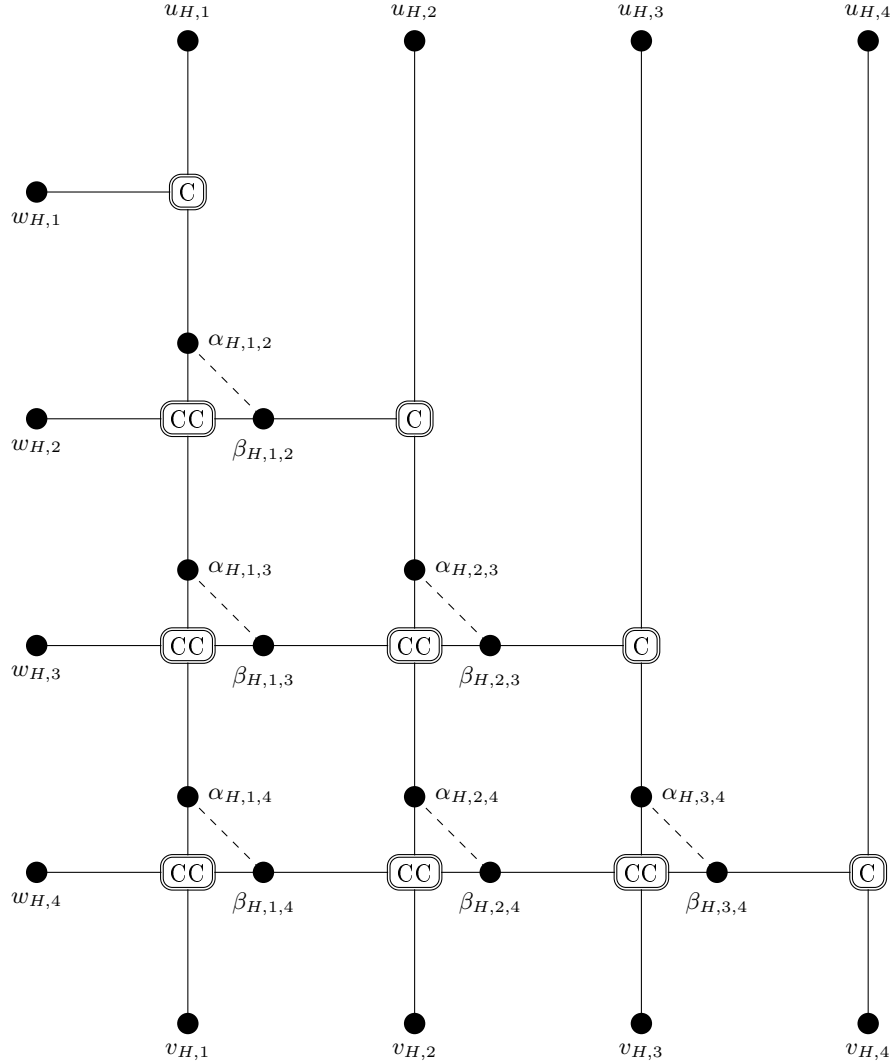 u_{H,1} u_{H,2} u_{H,3} u_{H,4}
C
w_{H,1}
α_{H,1,2}
CC C
w_{H,2} β_{H,1,2}
α_{H,1,3} α_{H,2,3}
CC CC C
w_{H,3} β_{H,1,3} β_{H,2,3}
α_{H,1,4} α_{H,2,4} α_{H,3,4}
CC CC CC C
w_{H,4} β_{H,1,4} β_{H,2,4} β_{H,3,4}
v_{H,1} v_{H,2} v_{H,3} v_{H,4}